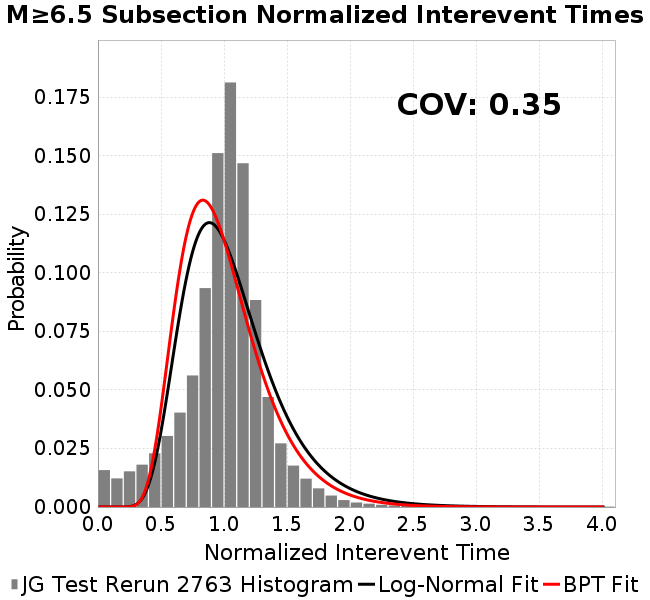 M≥6.5 Subsection Normalized Interevent Times
COV: 0.35
Probability
0.175
0.150
0.125
0.100
0.075
0.050
0.025
0.000
0.0 0.5 1.0 1.5 2.0 2.5 3.0 3.5 4.0
Normalized Interevent Time
JG Test Rerun 2763 Histogram Log-Normal Fit BPT Fit